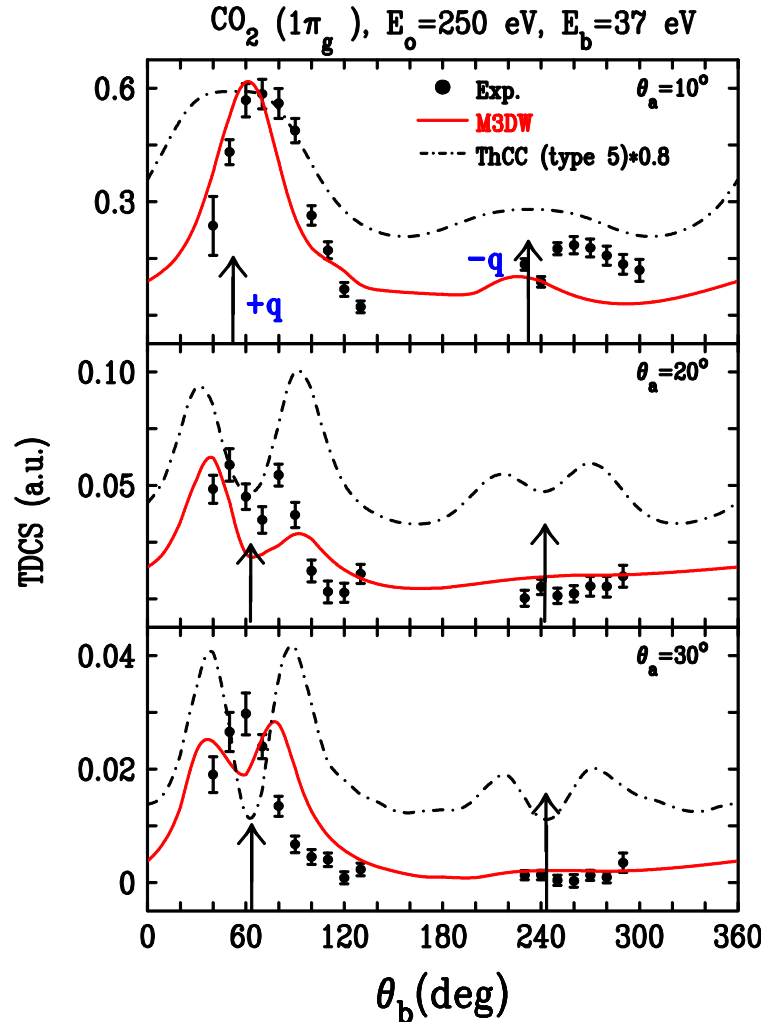 CO2 (1πg), Eo=250 eV, Eb=37 eV
0.6
0.3
Exp.
M3DW
ThCC (type 5)*0.8
θa=10°
+q
−q
0.10
0.05
θa=20°
TDCS (a.u.)
0.04
0.02
0
θa=30°
0 60 120 180 240 300 360
θb(deg)